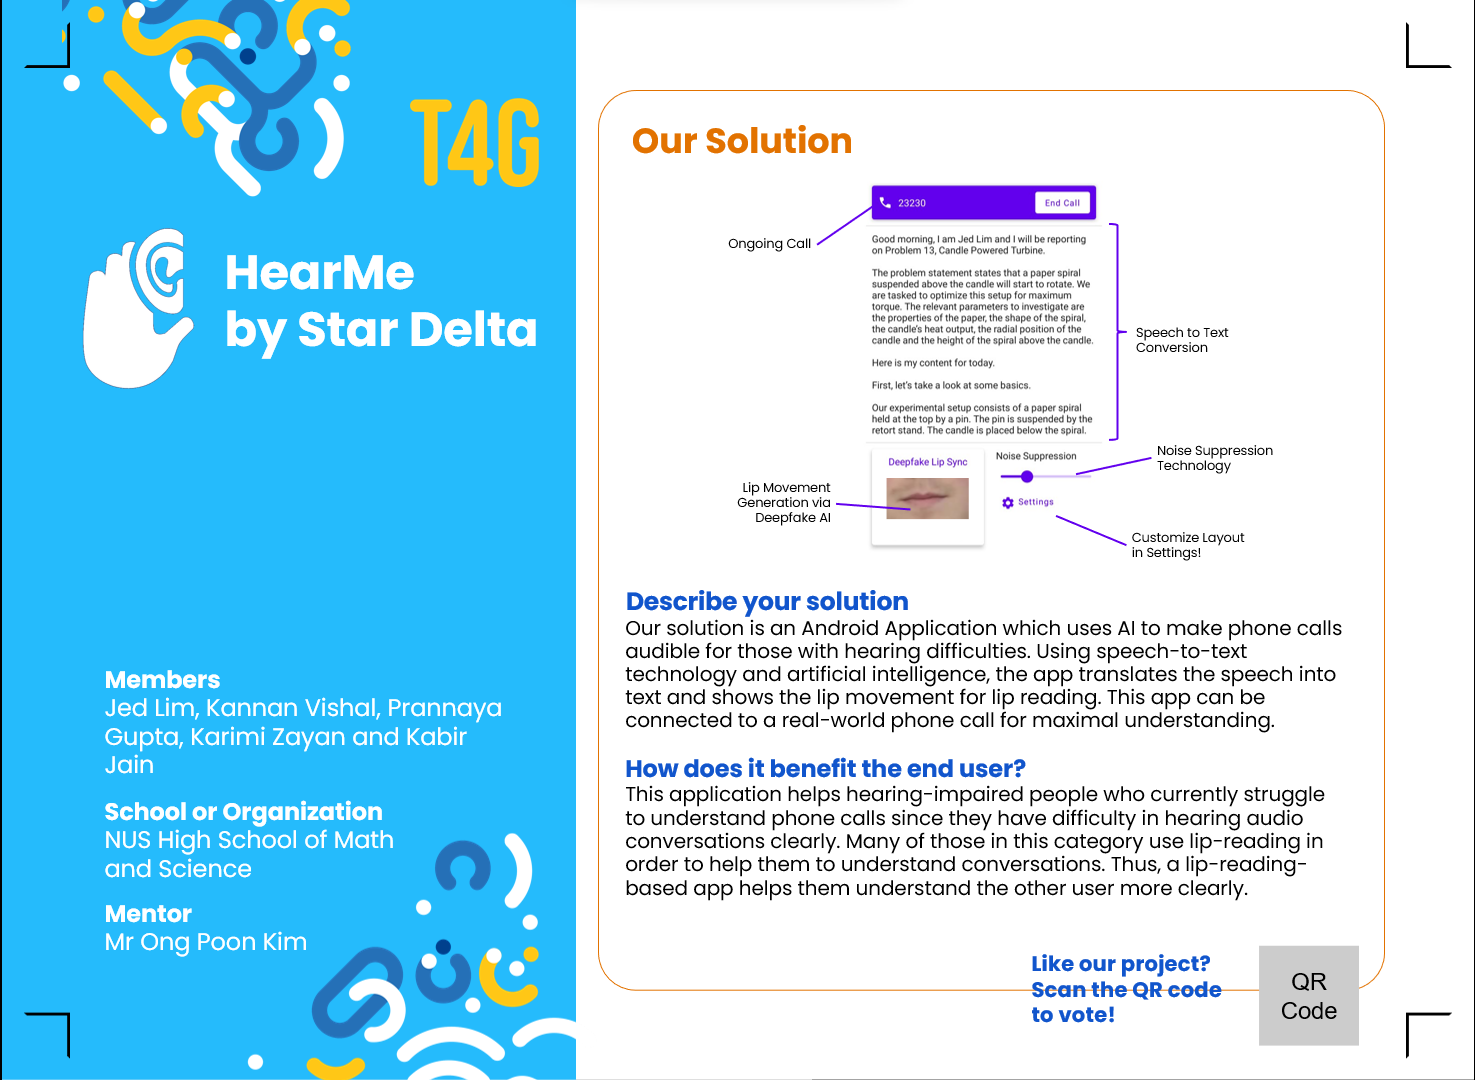 T4G
HearMe
by Star Delta
Members
Jed Lim, Kannan Vishal, Prannaya
Gupta, Karimi Zayan and Kabir
Jain
School or Organization
NUS High School of Math
and Science
Mentor
Mr Ong Poon Kim
Our Solution
23230
End Call
Ongoing Call
Good morning, I am Jed Lim and I will be reporting
on Problem 13, Candle Powered Turbine.
The problem statement states that a paper spiral
suspended above the candle will start to rotate. We
are tasked to optimize this setup for maximum
torque. The relevant parameters to investigate are
the properties of the paper, the shape of the spiral,
the candle's heat output, the radial position of the
candle and the height of the spiral above the candle.
Here is my content for today.
First, let's take a look at some basics.
Our experimental setup consists of a paper spiral
held at the top by a pin. The pin is suspended by the
retort stand. The candle is placed below the spiral.
Speech to Text
Conversion
Deepfake Lip Sync
Noise Suppression
Settings
Noise Suppression
Technology
Lip Movement
Generation via
Deepfake AI
Customize Layout
in Settings!
Describe your solution
Our solution is an Android Application which uses AI to make phone calls
audible for those with hearing difficulties. Using speech-to-text
technology and artificial intelligence, the app translates the speech into
text and shows the lip movement for lip reading. This app can be
connected to a real-world phone call for maximal understanding.
How does it benefit the end user?
This application helps hearing-impaired people who currently struggle
to understand phone calls since they have difficulty in hearing audio
conversations clearly. Many of those in this category use lip-reading in
order to help them to understand conversations. Thus, a lip-reading-
based app helps them understand the other user more clearly.
Like our project?
Scan the QR code
to vote!
QR
Code